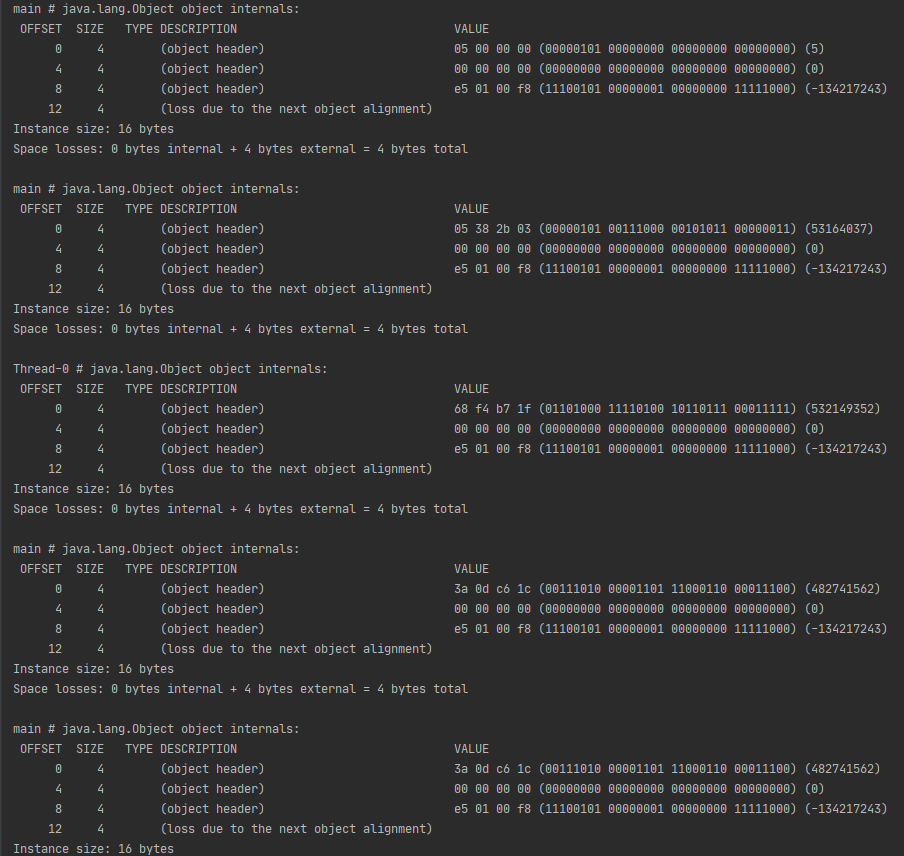 main # java.lang.Object object internals:
OFFSET SIZE TYPE DESCRIPTION VALUE
0 4 (object header) 05 00 00 00 (00000101 00000000 00000000 00000000) (5)
4 4 (object header) 00 00 00 00 (00000000 00000000 00000000 00000000) (0)
8 4 (object header) e5 01 00 f8 (11100101 00000001 00000000 11111000) (-134217243)
12 4 (loss due to the next object alignment)
Instance size: 16 bytes
Space losses: 0 bytes internal + 4 bytes external = 4 bytes total
main # java.lang.Object object internals:
OFFSET SIZE TYPE DESCRIPTION VALUE
0 4 (object header) 05 38 2b 03 (00000101 00111000 00101011 00000011) (53164037)
4 4 (object header) 00 00 00 00 (00000000 00000000 00000000 00000000) (0)
8 4 (object header) e5 01 00 f8 (11100101 00000001 00000000 11111000) (-134217243)
12 4 (loss due to the next object alignment)
Instance size: 16 bytes
Space losses: 0 bytes internal + 4 bytes external = 4 bytes total
Thread-0 # java.lang.Object object internals:
OFFSET SIZE TYPE DESCRIPTION VALUE
0 4 (object header) 68 f4 b7 1f (01101000 11110100 10110111 00011111) (532149352)
4 4 (object header) 00 00 00 00 (00000000 00000000 00000000 00000000) (0)
8 4 (object header) e5 01 00 f8 (11100101 00000001 00000000 11111000) (-134217243)
12 4 (loss due to the next object alignment)
Instance size: 16 bytes
Space losses: 0 bytes internal + 4 bytes external = 4 bytes total
main # java.lang.Object object internals:
OFFSET SIZE TYPE DESCRIPTION VALUE
0 4 (object header) 3a 0d c6 1c (00111010 00001101 11000110 00011100) (482741562)
4 4 (object header) 00 00 00 00 (00000000 00000000 00000000 00000000) (0)
8 4 (object header) e5 01 00 f8 (11100101 00000001 00000000 11111000) (-134217243)
12 4 (loss due to the next object alignment)
Instance size: 16 bytes
Space losses: 0 bytes internal + 4 bytes external = 4 bytes total
main # java.lang.Object object internals:
OFFSET SIZE TYPE DESCRIPTION VALUE
0 4 (object header) 3a 0d c6 1c (00111010 00001101 11000110 00011100) (482741562)
4 4 (object header) 00 00 00 00 (00000000 00000000 00000000 00000000) (0)
8 4 (object header) e5 01 00 f8 (11100101 00000001 00000000 11111000) (-134217243)
12 4 (loss due to the next object alignment)
Instance size: 16 bytes